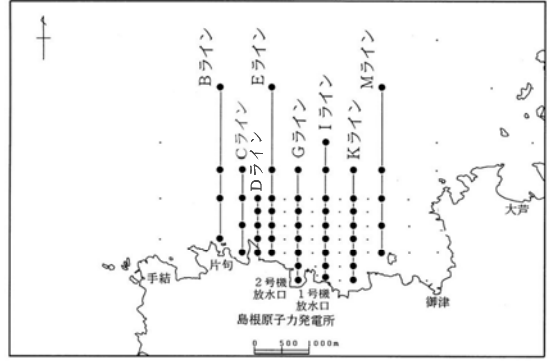 Bライン
Cライン
Dライン
Eライン
Gライン
Iライン
Kライン
Mライン
大芦
手結
片句
2号機
放水口
1号機
放水口
御津
島根原子力発電所
0 500 1000m